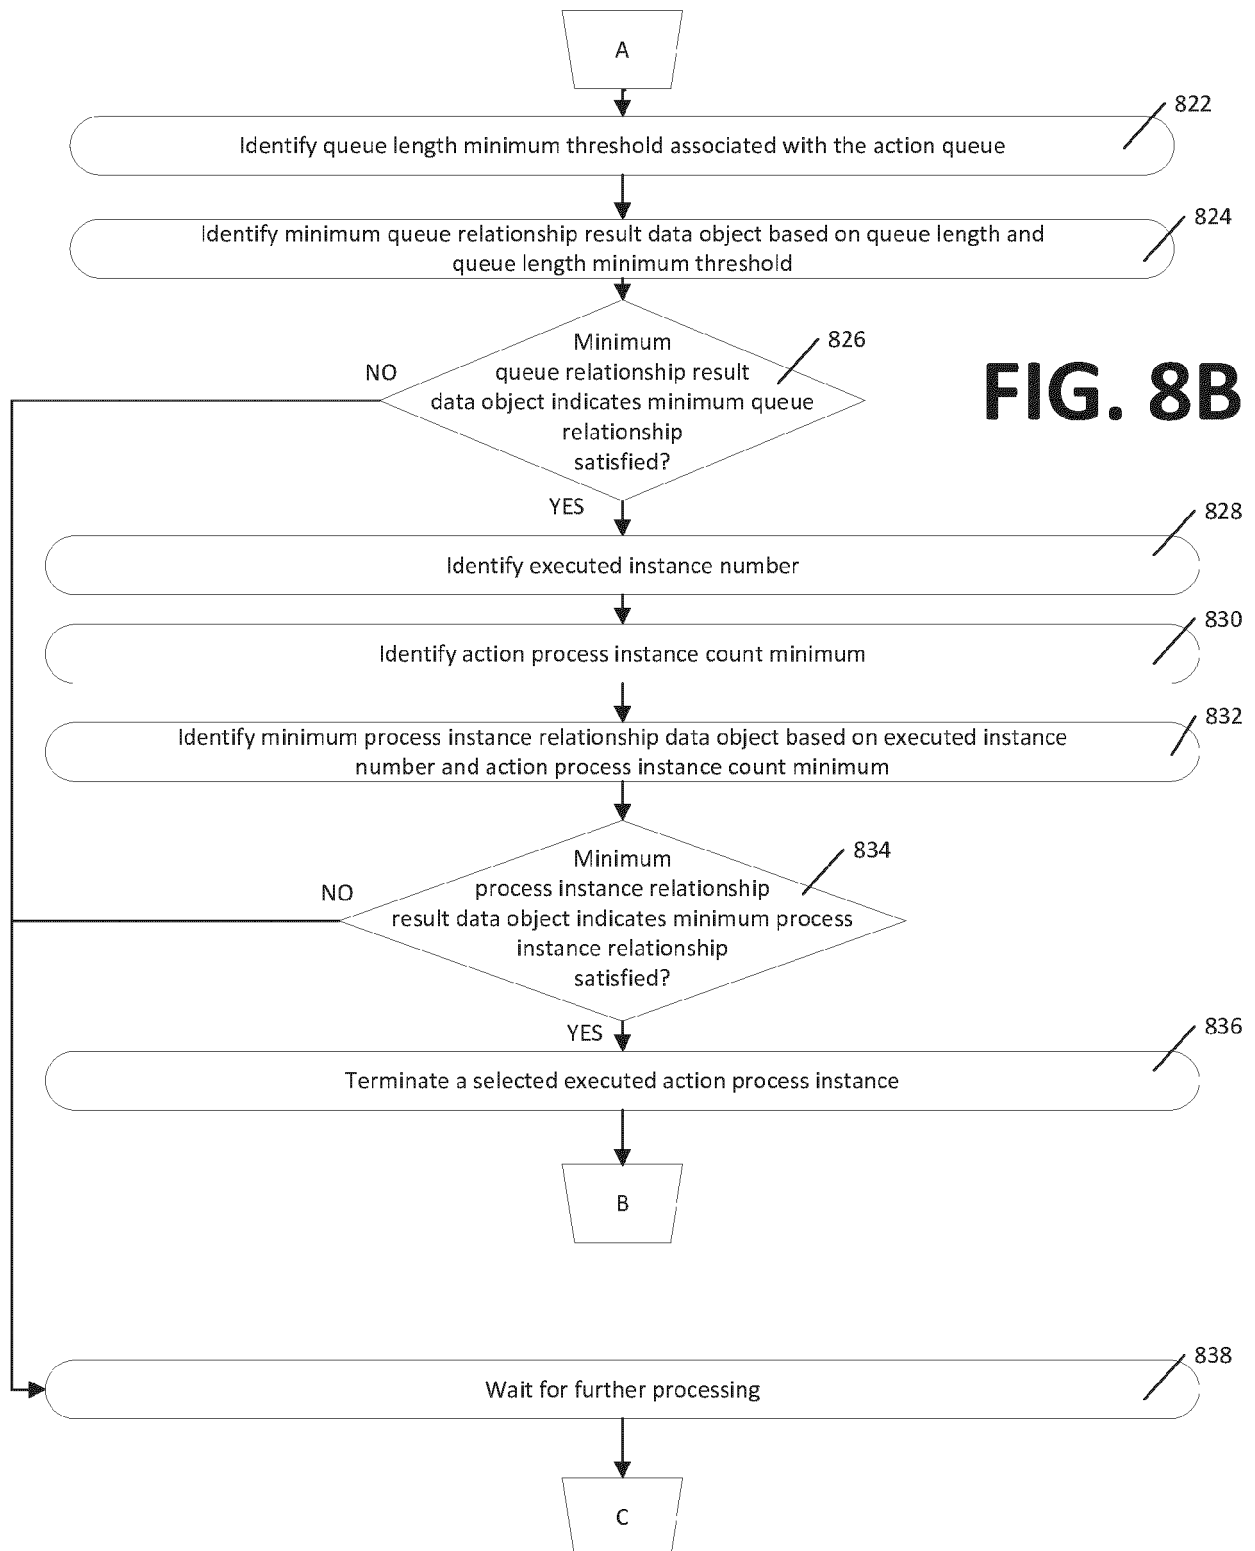 A
822
Identify queue length minimum threshold associated with the action queue
824
Identify minimum queue relationship result data object based on queue length and
queue length minimum threshold
826
Minimum
queue relationship result
data object indicates minimum queue
relationship
satisfied?
NO
FIG. 8B
YES
828
Identify executed instance number
830
Identify action process instance count minimum
832
Identify minimum process instance relationship data object based on executed instance
number and action process instance count minimum
834
Minimum
process instance relationship
result data object indicates minimum process
instance relationship
satisfied?
NO
YES
836
Terminate a selected executed action process instance
B
838
Wait for further processing
C